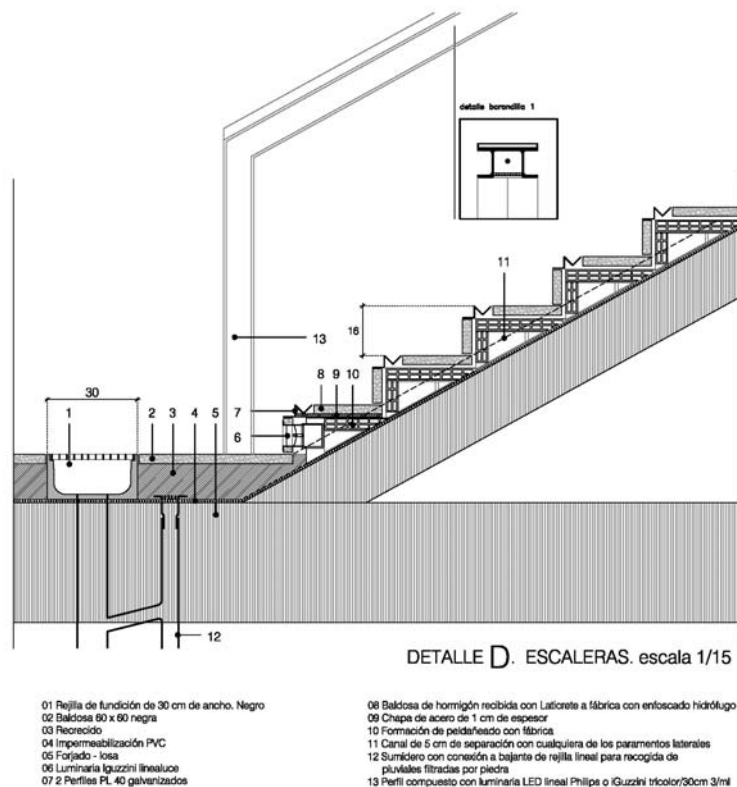 detalle barandilla 1
11
16
13
30
8 9 10
7
1 2 3 4 5
6
12
DETALLE D. ESCALERAS. escala 1/15
01 Rejilla de fundición de 30 cm de ancho. Negro
02 Baldosa 60 x 60 negra
03 Recrecido
04 Impermeabilización PVC
05 Forjado - losa
06 Luminaria Iguzzini linealuce
07 2 Perfiles PL 40 galvanizados
08 Baldosa de hormigón recibida con Laticrete a fábrica con enfoscado hidrófugo
09 Chapa de acero de 1 cm de espesor
10 Formación de peldañeado con fábrica
11 Canal de 5 cm de separación con cualquiera de los paramentos laterales
12 Sumidero con conexión a bajante de rejilla lineal para recogida de
pluviales filtradas por piedra
13 Perfil compuesto con luminaria LED lineal Philips o iGuzzini tricolor/30cm 3/ml